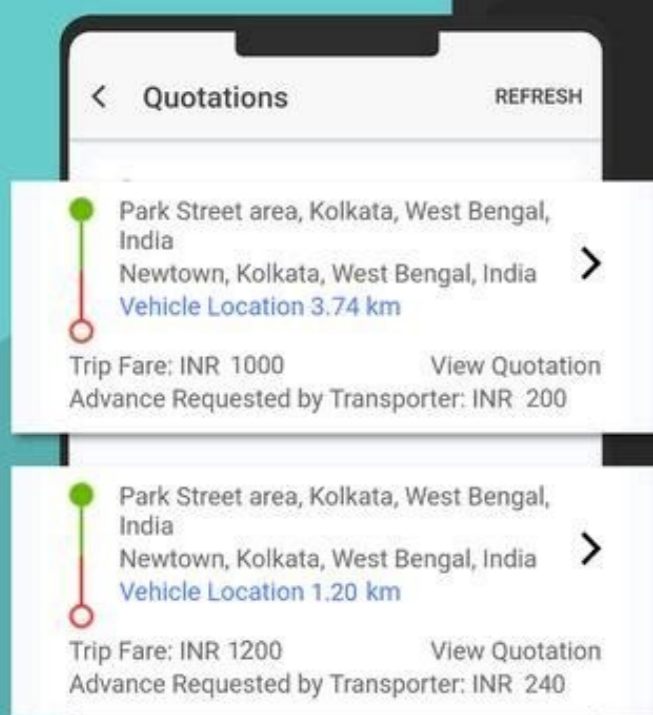 Quotations REFRESH
Park Street area, Kolkata, West Bengal,
India
Newtown, Kolkata, West Bengal, India
Vehicle Location 3.74 km
Trip Fare: INR 1000 View Quotation
Advance Requested by Transporter: INR 200
Park Street area, Kolkata, West Bengal,
India
Newtown, Kolkata, West Bengal, India
Vehicle Location 1.20 km
Trip Fare: INR 1200 View Quotation
Advance Requested by Transporter: INR 240